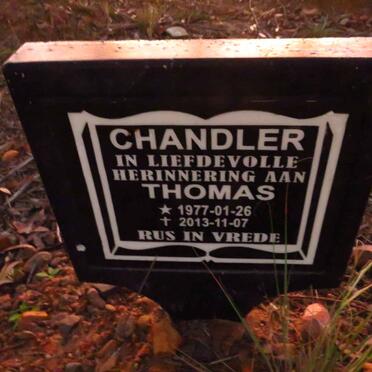 CHANDLER
IN LIEFDEVOLLE
HERINNERING AAN
THOMAS
★ 1977-01-26
✝ 2013-11-07
RUS IN VREDE